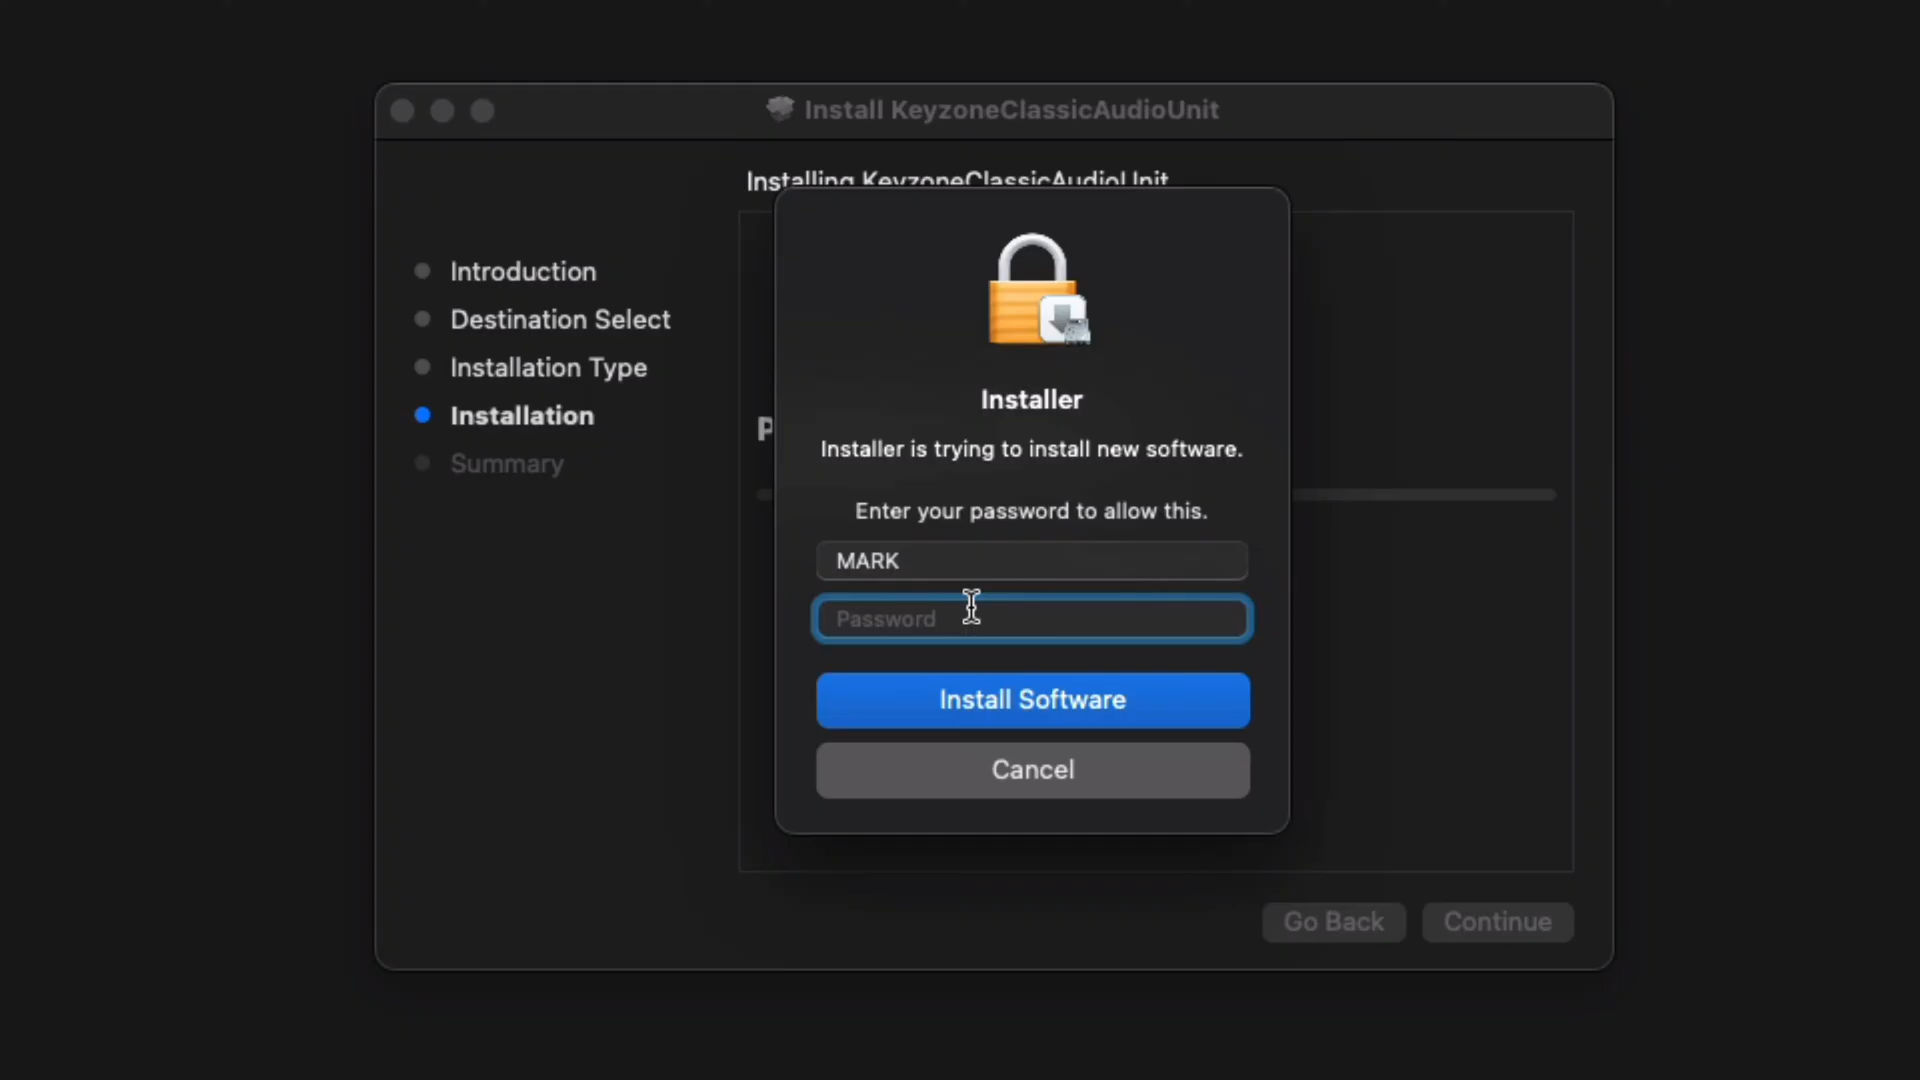 Install KeyzoneClassicAudioUnit
Installing KeyzoneClassicAudioUnit
Introduction
Destination Select
Installation Type
Installation
Summary
Installer
Installer is trying to install new software.
Enter your password to allow this.
MARK
Password
Install Software
Cancel
Go Back
Continue